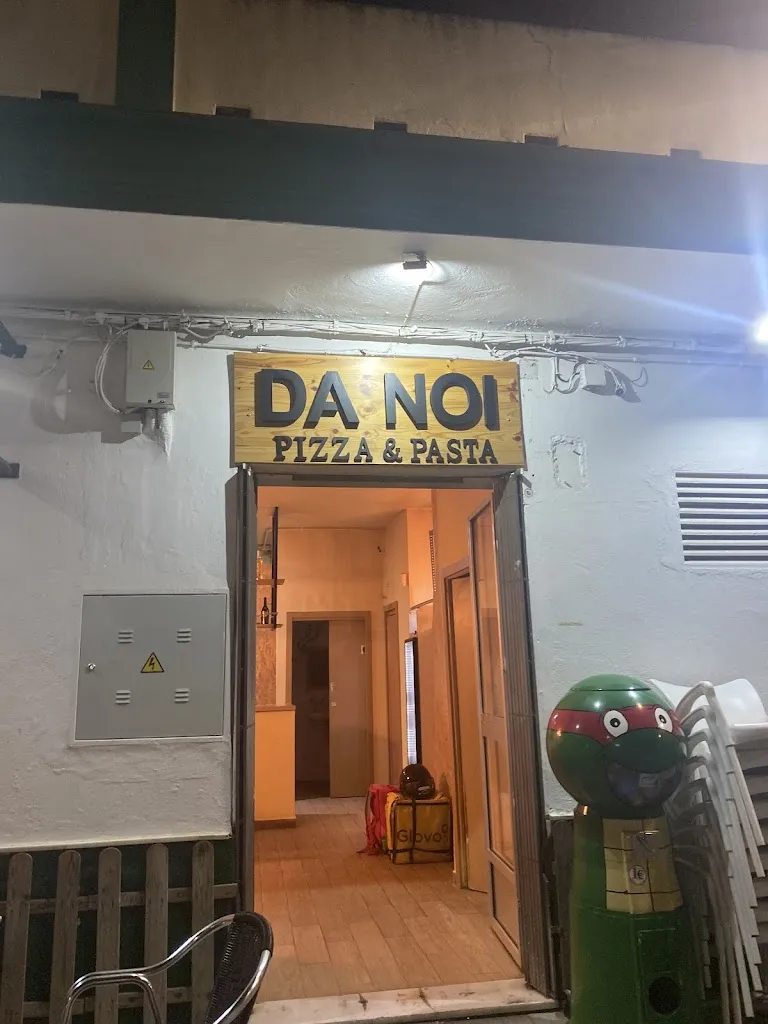 DA NOI
PIZZA & PASTA
Glovo
1€